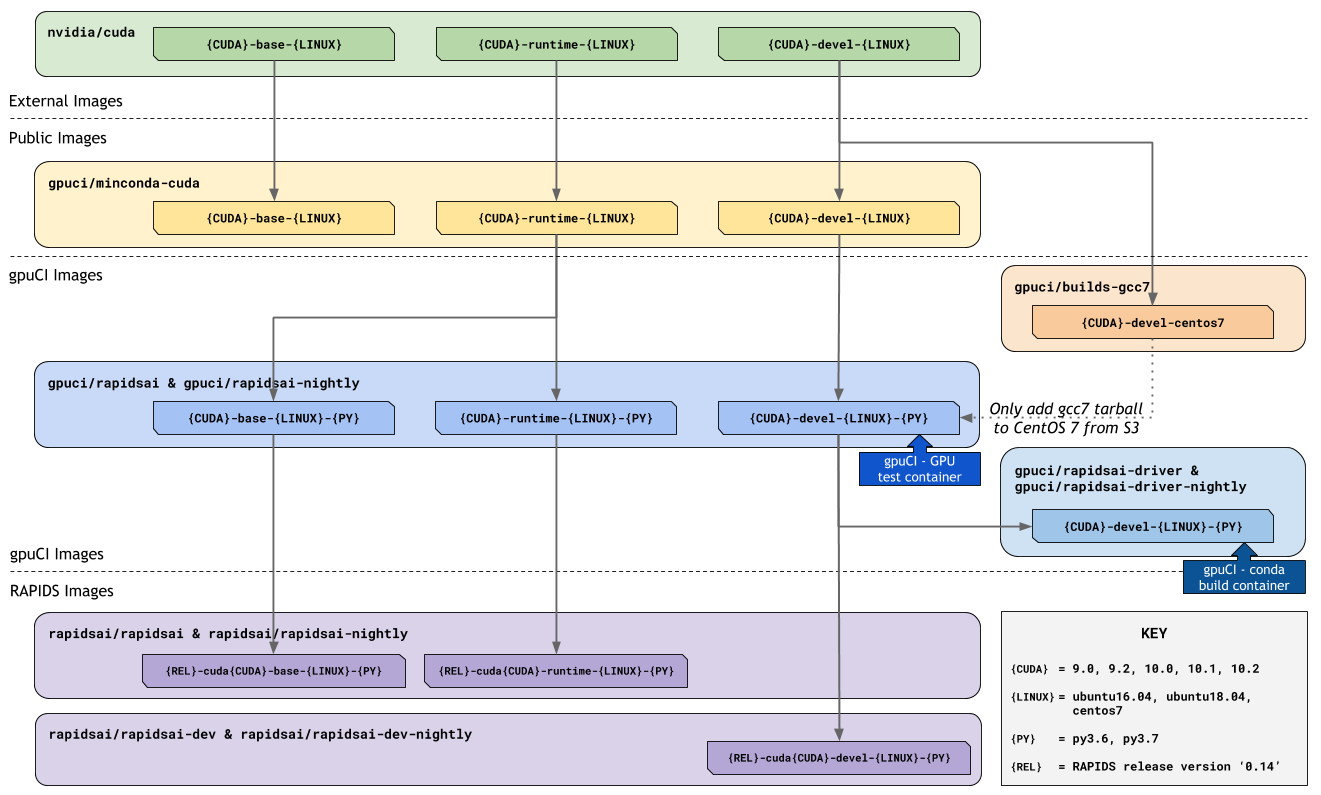 nvidia/cuda
{CUDA}-base-{LINUX}
{CUDA}-runtime-{LINUX}
{CUDA}-devel-{LINUX}
External Images
Public Images
gpuci/minconda-cuda
{CUDA}-base-{LINUX}
{CUDA}-runtime-{LINUX}
{CUDA}-devel-{LINUX}
gpuCI Images
gpuci/builds-gcc7
{CUDA}-devel-centos7
gpuci/rapidsai & gpuci/rapidsai-nightly
{CUDA}-base-{LINUX}-{PY}
{CUDA}-runtime-{LINUX}-{PY}
{CUDA}-devel-{LINUX}-{PY}
Only add gcc7 tarball
to CentOS 7 from S3
gpuCI - GPU
test container
gpuci/rapidsai-driver &
gpuci/rapidsai-driver-nightly
{CUDA}-devel-{LINUX}-{PY}
gpuCI - conda
build container
gpuCI Images
RAPIDS Images
rapidsai/rapidsai & rapidsai/rapidsai-nightly
{REL}-cuda{CUDA}-base-{LINUX}-{PY}
{REL}-cuda{CUDA}-runtime-{LINUX}-{PY}
rapidsai/rapidsai-dev & rapidsai/rapidsai-dev-nightly
{REL}-cuda{CUDA}-devel-{LINUX}-{PY}
KEY
{CUDA} = 9.0, 9.2, 10.0, 10.1, 10.2
{LINUX} = ubuntu16.04, ubuntu18.04,
centos7
{PY} = py3.6, py3.7
{REL} = RAPIDS release version ‘0.14’